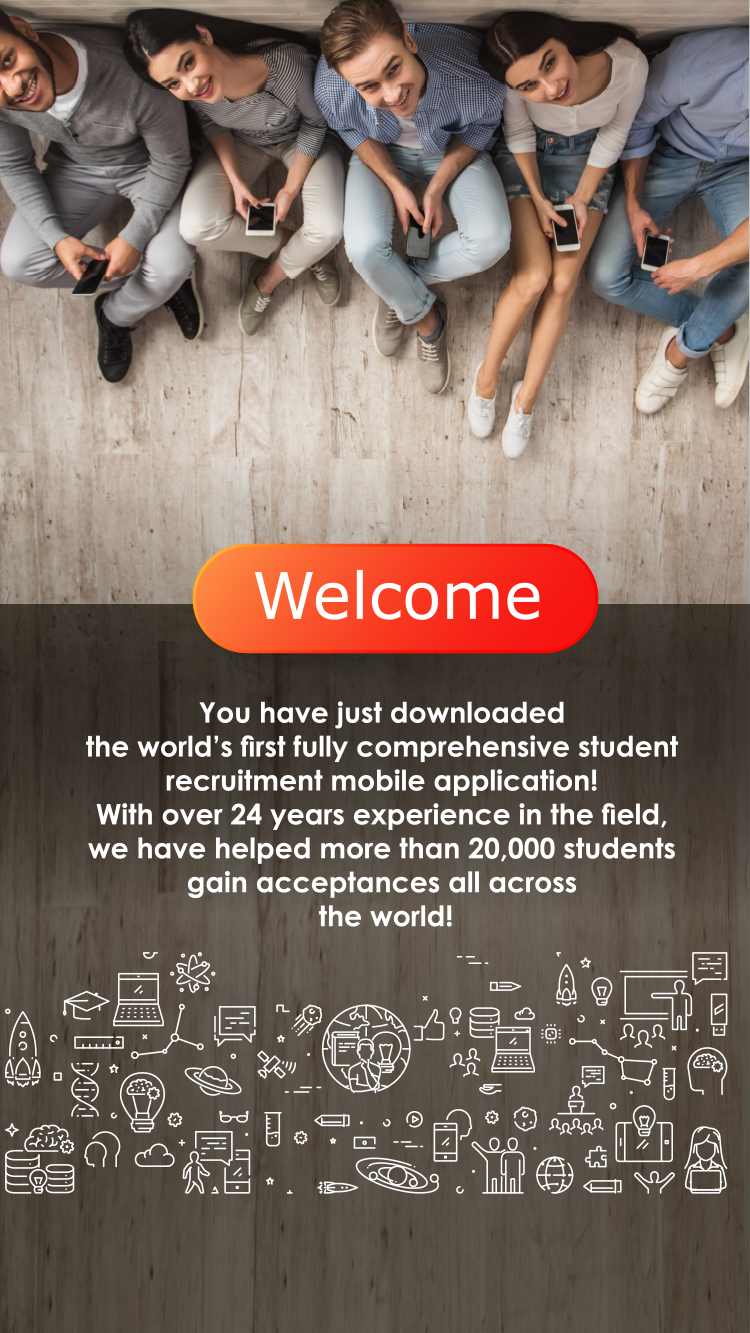 Welcome
You have just downloaded
the world’s first fully comprehensive student
recruitment mobile application!
With over 24 years experience in the field,
we have helped more than 20,000 students
gain acceptances all across
the world!